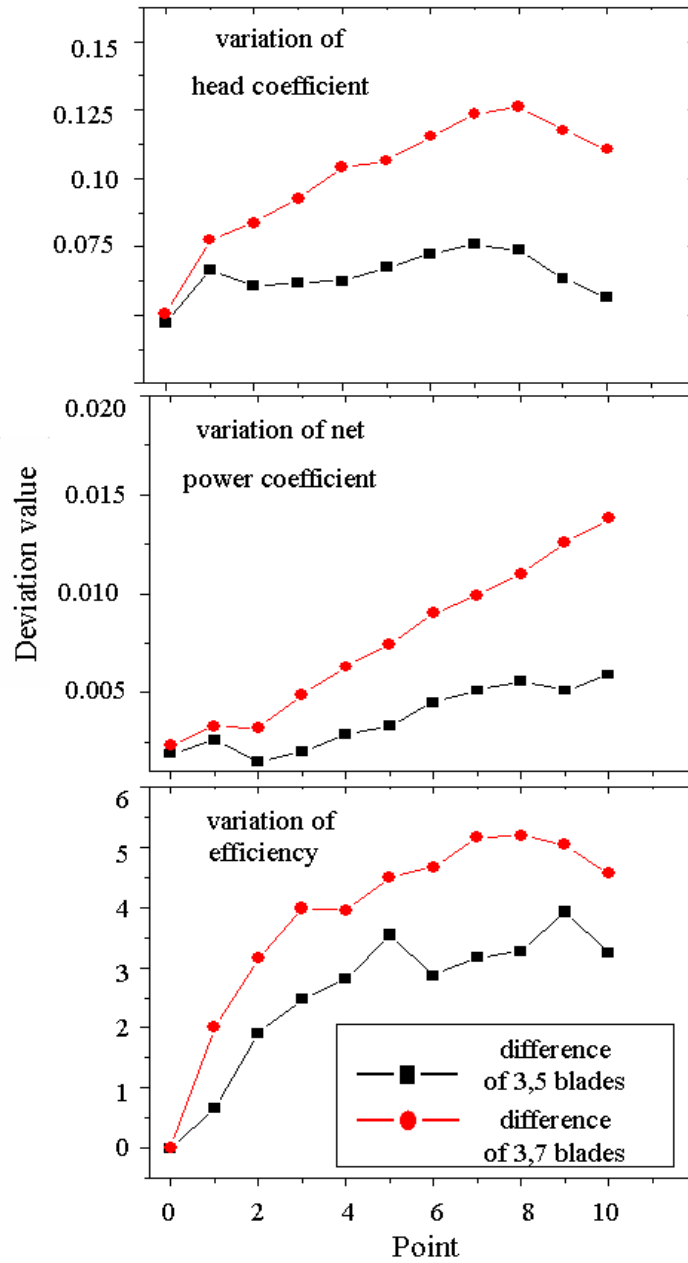 variation of
head coefficient
0.15
0.125
0.10
0.075
variation of net
power coefficient
0.020
0.015
0.010
0.005
Deviation value
variation of
efficiency
6
5
4
3
2
1
0
difference
of 3,5 blades
difference
of 3,7 blades
0 2 4 6 8 10
Point